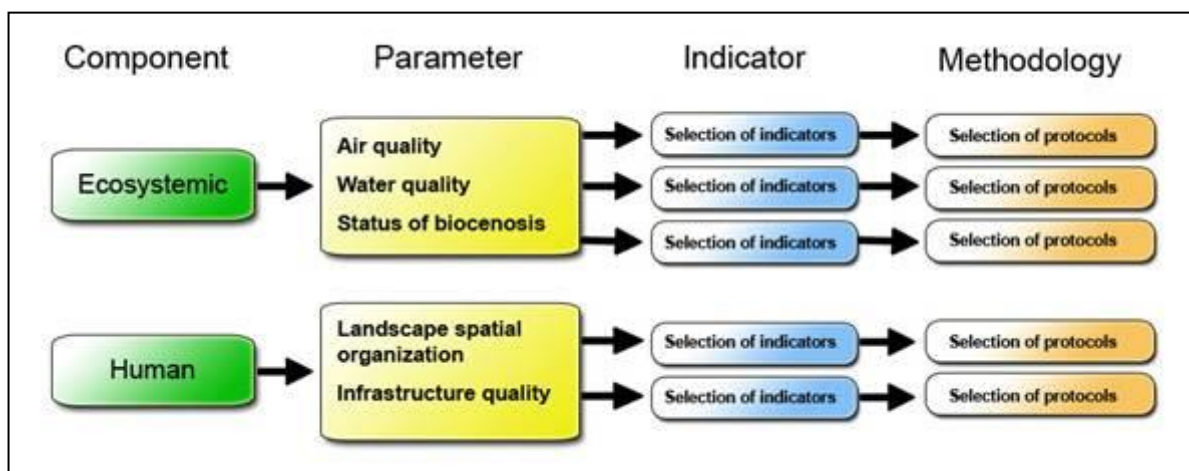 Component Parameter Indicator Methodology
Ecosystemic
Air quality
Water quality
Status of biocenosis
Selection of indicators
Selection of indicators
Selection of indicators
Selection of protocols
Selection of protocols
Selection of protocols
Human
Landscape spatial
organization
Infrastructure quality
Selection of indicators
Selection of indicators
Selection of protocols
Selection of protocols